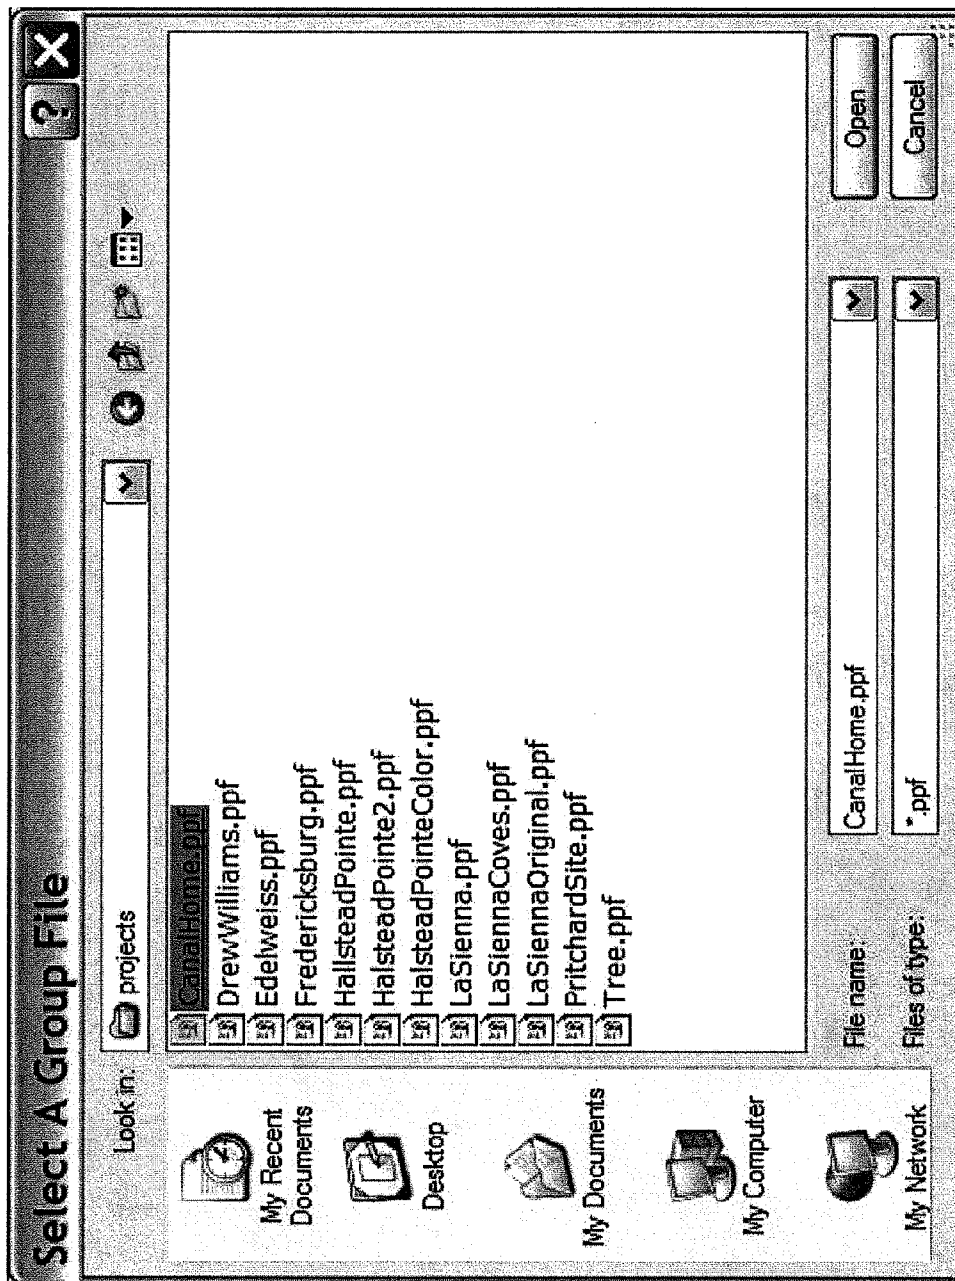 Select A Group File
?
Look in:
projects
My Recent
Documents
Desktop
My Documents
My Computer
My Network
CanalHome.ppf
DrewWilliams.ppf
Edelweiss.ppf
Fredericksburg.ppf
HallsteadPointe.ppf
HalsteadPointe2.ppf
HalsteadPointeColor.ppf
LaSienna.ppf
LaSiennaCoves.ppf
LaSiennaOriginal.ppf
PritchardSite.ppf
Tree.ppf
File name:
CanalHome.ppf
Open
Files of type:
*.ppf
Cancel